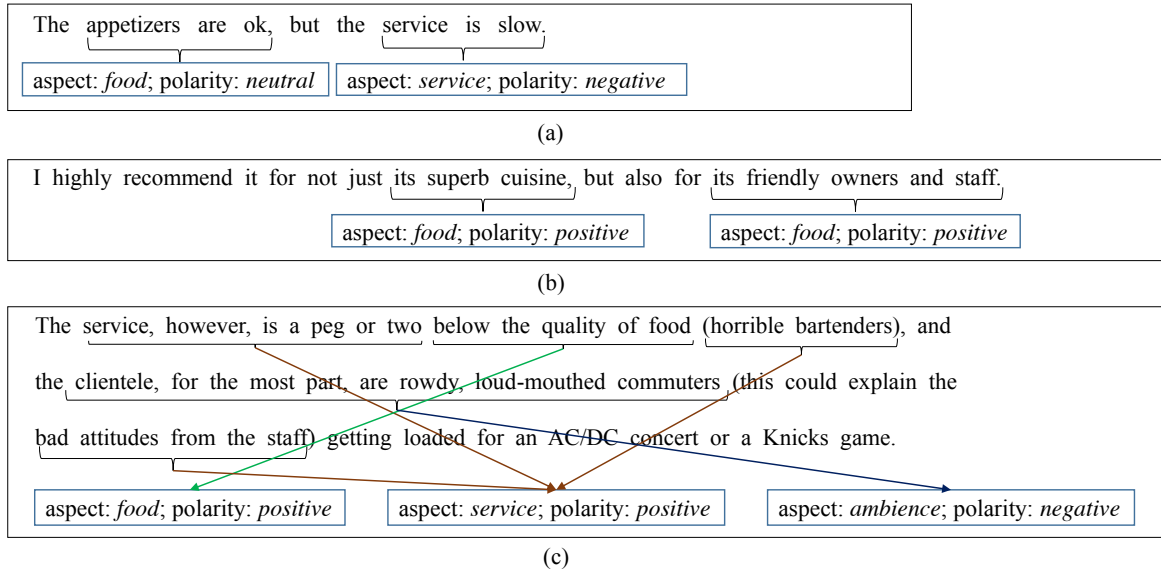 The appetizers are ok, but the service is slow.
aspect: food; polarity: neutral aspect: service; polarity: negative
(a)
I highly recommend it for not just its superb cuisine, but also for its friendly owners and staff.
aspect: food; polarity: positive aspect: food; polarity: positive
(b)
The service, however, is a peg or two below the quality of food (horrible bartenders), and
the clientele, for the most part, are rowdy, loud-mouthed commuters (this could explain the
bad attitudes from the staff) getting loaded for an AC/DC concert or a Knicks game.
aspect: food; polarity: positive aspect: service; polarity: positive aspect: ambience; polarity: negative
(c)